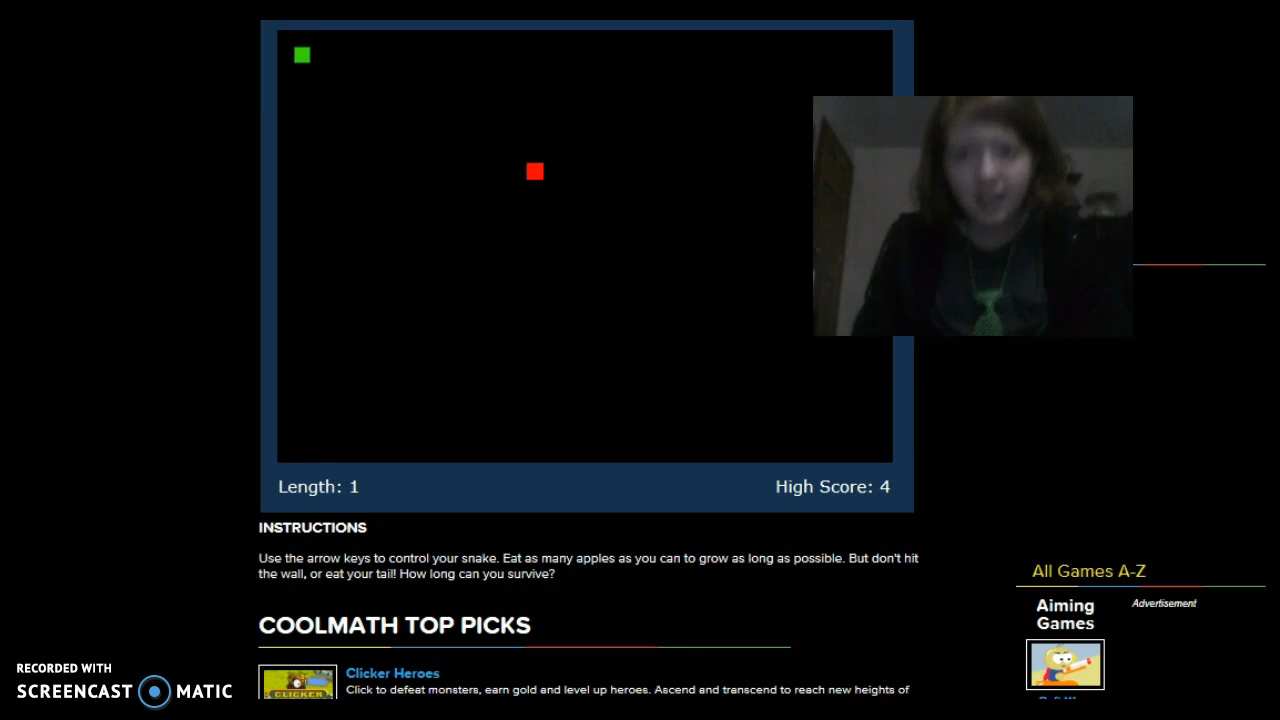 Length: 1
High Score: 4
INSTRUCTIONS
Use the arrow keys to control your snake. Eat as many apples as you can to grow as long as possible. But don't hit
the wall, or eat your tail! How long can you survive?
All Games A-Z
Aiming
Games
Advertisement
COOLMATH TOP PICKS
Clicker Heroes
Click to defeat monsters, earn gold and level up heroes. Ascend and transcend to reach new heights of
CLICKER
RECORDED WITH
SCREENCAST MATIC